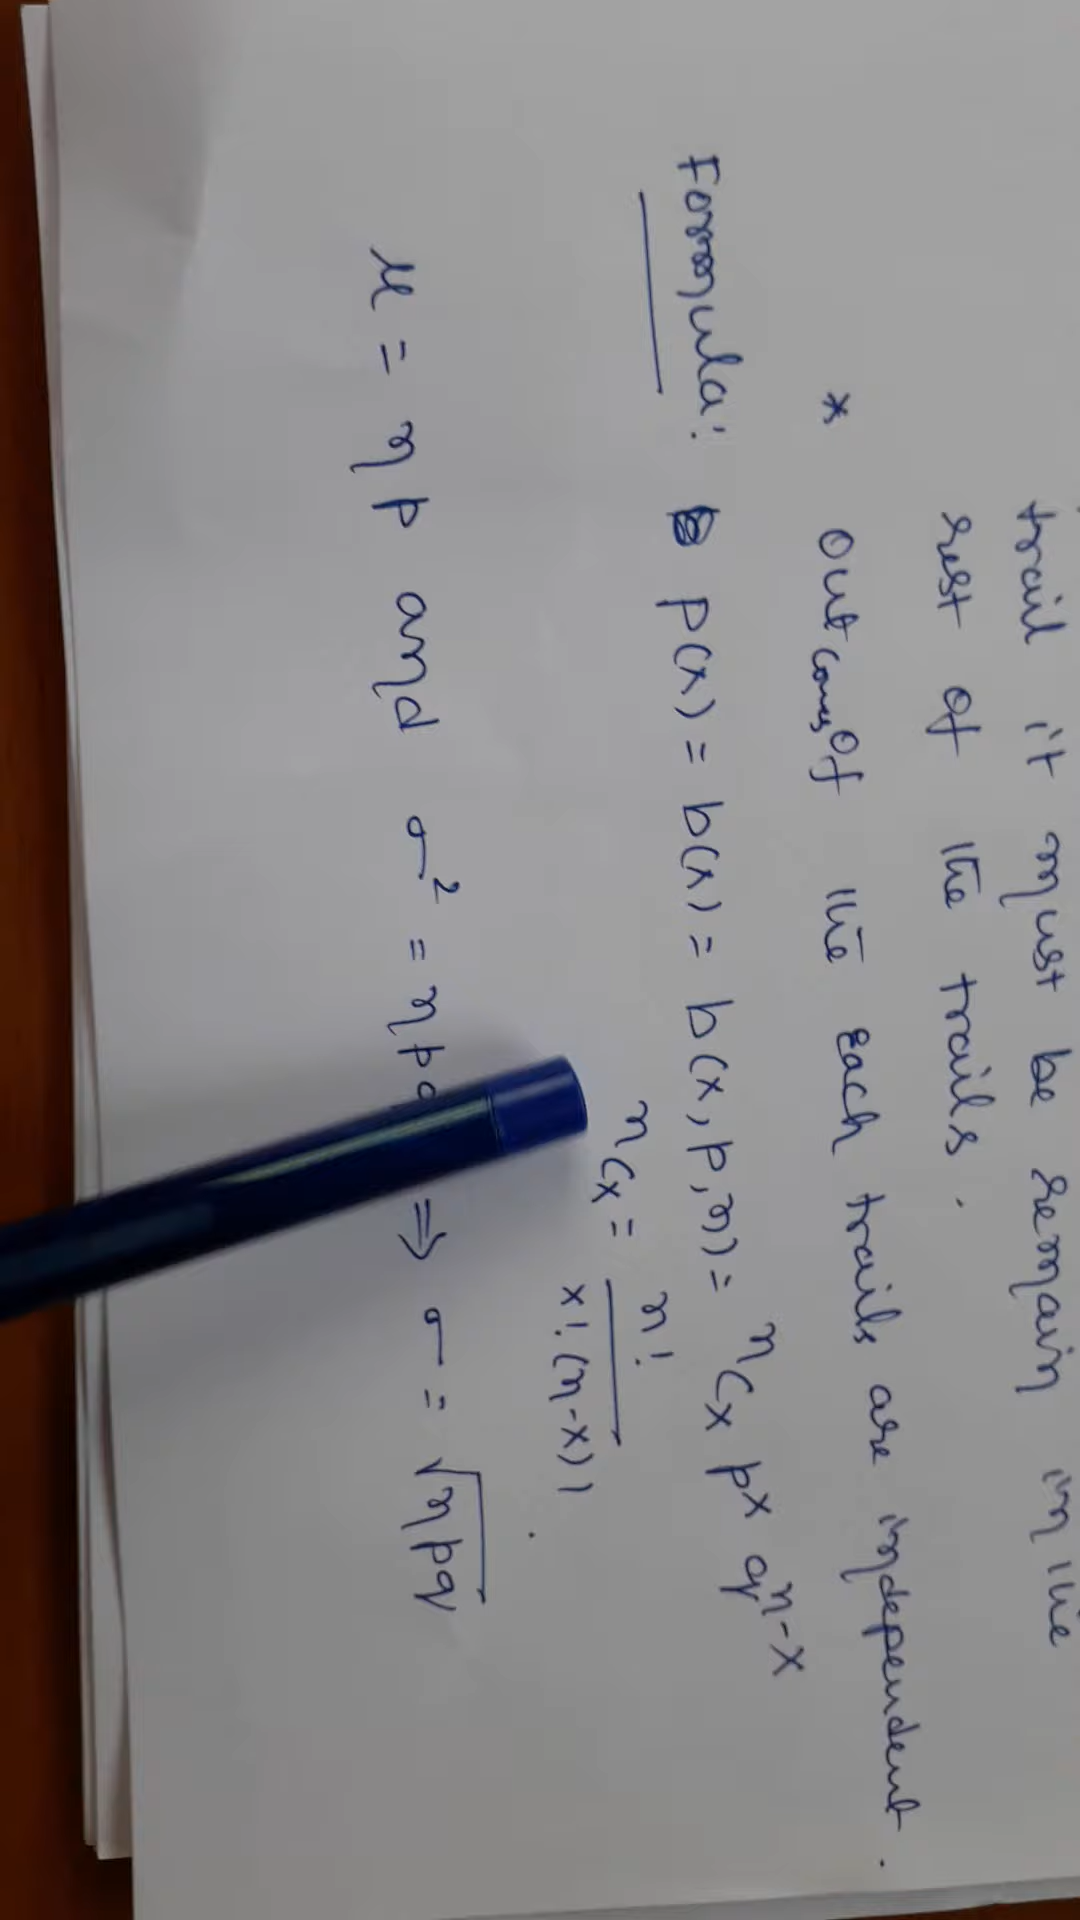 trail it must be remain in the
rest of the trails.
* Outcomes of the Each trails are independent.
Formula: P(x) = b(x) = b(x, p, n) = ⁿCₓ pˣ qⁿ⁻ˣ
ⁿCₓ = n! / x! (n-x)!
μ = np and σ² = npq ⇒ σ = √npq